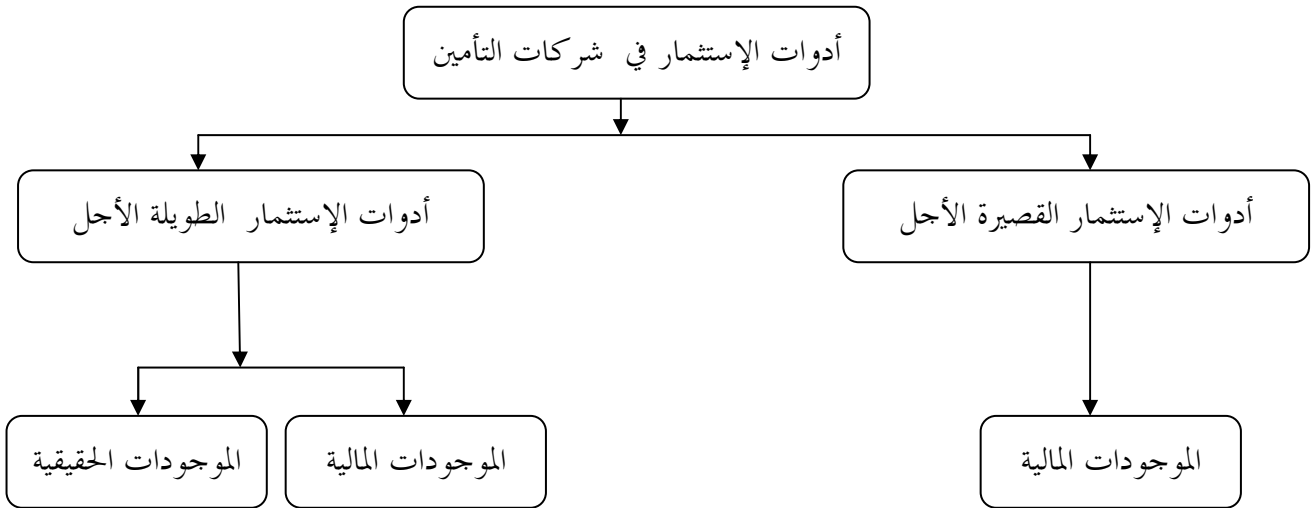 أدوات الإستثمار في شركات التأمين
أدوات الإستثمار القصيرة الأجل
أدوات الإستثمار الطويلة الأجل
الموجودات المالية
الموجودات المالية
الموجودات الحقيقية